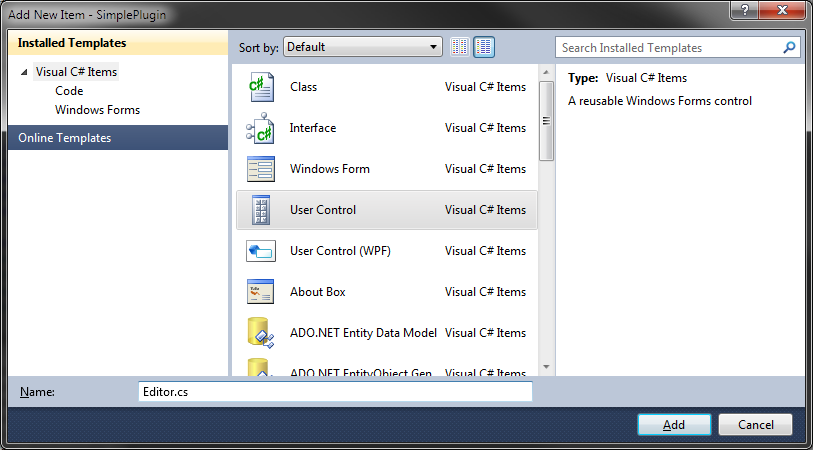 Add New Item - SimplePlugin
?
Installed Templates
Visual C# Items
Code
Windows Forms
Online Templates
Sort by: Default
Search Installed Templates
Class Visual C# Items
Interface Visual C# Items
Windows Form Visual C# Items
User Control Visual C# Items
User Control (WPF) Visual C# Items
About Box Visual C# Items
ADO.NET Entity Data Model Visual C# Items
ADO.NET EntityObject Gen... Visual C# Items
Type: Visual C# Items
A reusable Windows Forms control
Name: Editor.cs
Add Cancel